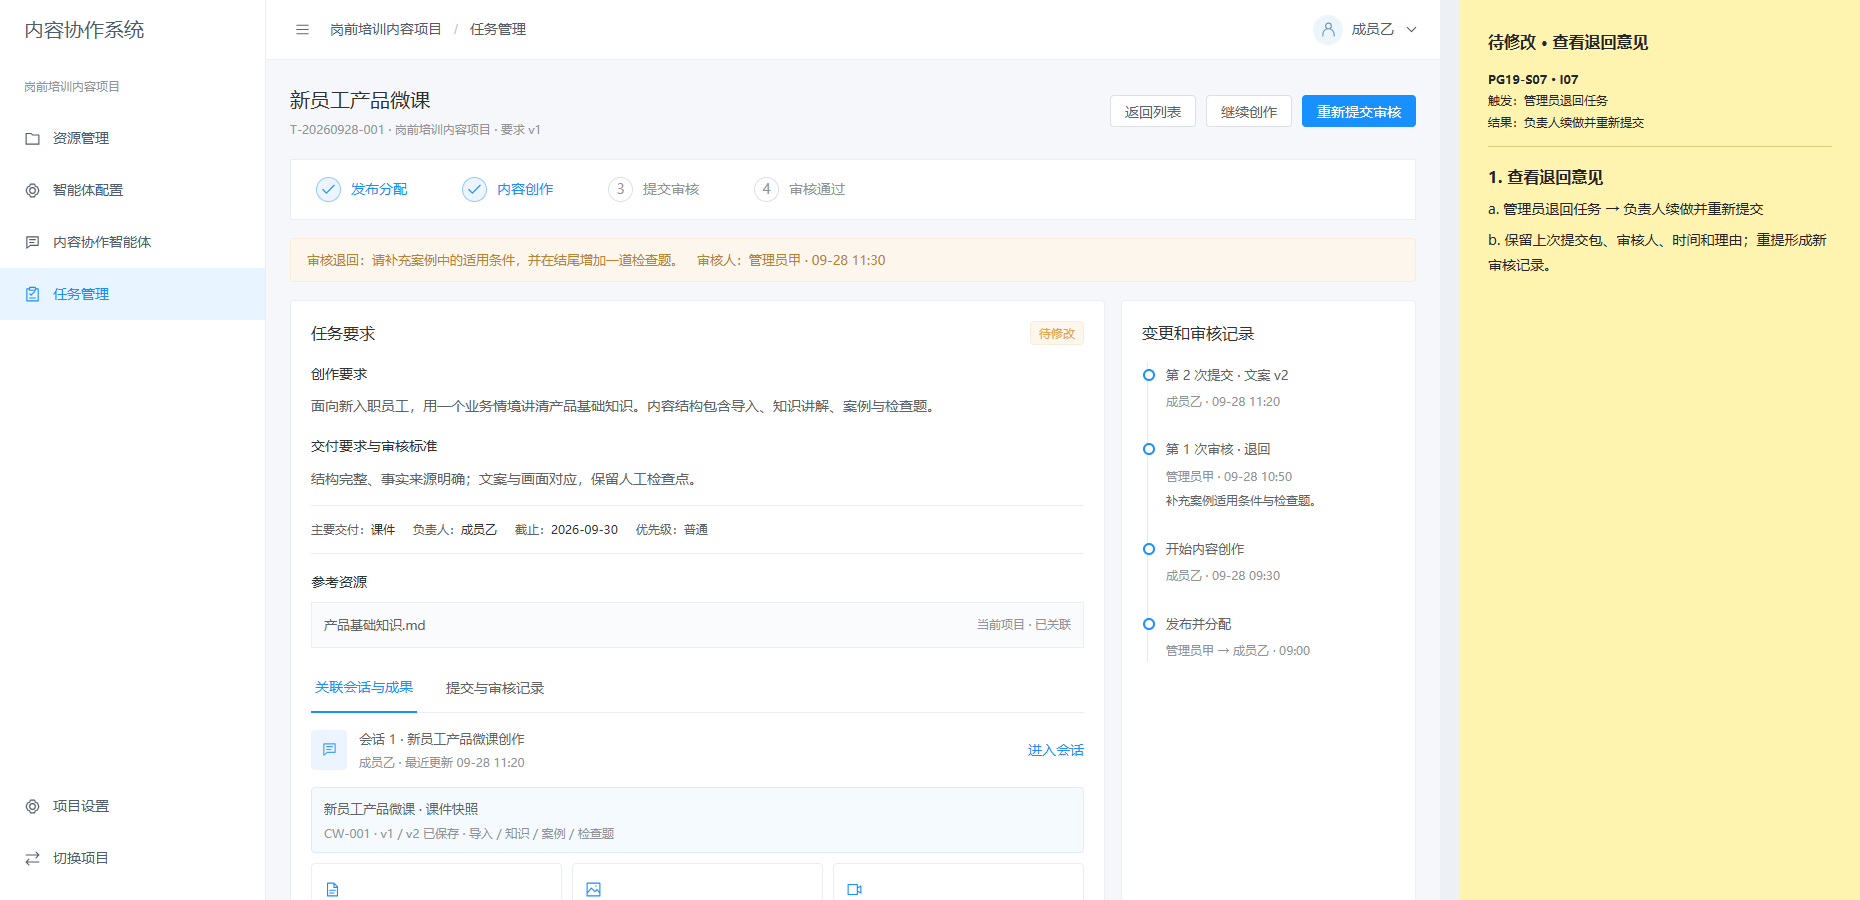 内容协作系统
岗前培训内容项目
资源管理
智能体配置
内容协作智能体
任务管理
项目设置
切换项目
岗前培训内容项目 / 任务管理
成员乙
新员工产品微课
T-20260928-001 · 岗前培训内容项目 · 要求 v1
返回列表
继续创作
重新提交审核
发布分配
内容创作
3 提交审核
4 审核通过
审核退回：请补充案例中的适用条件，并在结尾增加一道检查题。 审核人：管理员甲 · 09-28 11:30
任务要求
待修改
创作要求
面向新入职员工，用一个业务情境讲清产品基础知识。内容结构包含导入、知识讲解、案例与检查题。
交付要求与审核标准
结构完整、事实来源明确；文案与画面对应，保留人工检查点。
主要交付：课件 负责人：成员乙 截止：2026-09-30 优先级：普通
参考资源
产品基础知识.md
当前项目 · 已关联
关联会话与成果
提交与审核记录
会话 1 · 新员工产品微课创作
成员乙 · 最近更新 09-28 11:20
进入会话
新员工产品微课 · 课件快照
CW-001 · v1 / v2 已保存 · 导入 / 知识 / 案例 / 检查题
变更和审核记录
第 2 次提交 · 文案 v2
成员乙 · 09-28 11:20
第 1 次审核 · 退回
管理员甲 · 09-28 10:50
补充案例适用条件与检查题。
开始内容创作
成员乙 · 09-28 09:30
发布并分配
管理员甲 → 成员乙 · 09:00
待修改 • 查看退回意见
PG19-S07 • I07
触发：管理员退回任务
结果：负责人续做并重新提交
1. 查看退回意见
a. 管理员退回任务 → 负责人续做并重新提交
b. 保留上次提交包、审核人、时间和理由；重提形成新
审核记录。